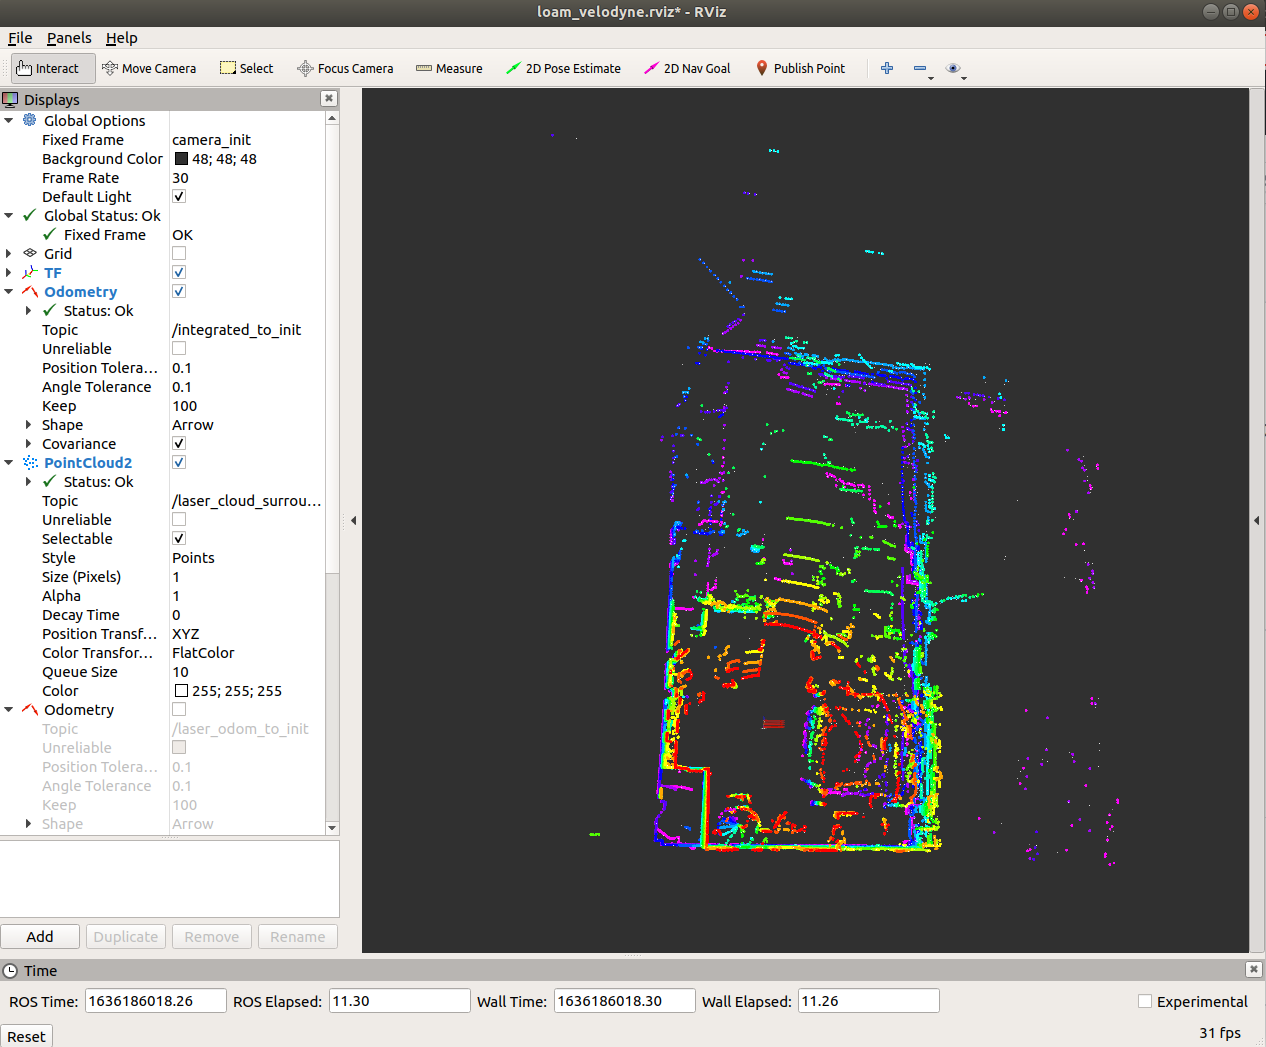 loam_velodyne.rviz* - RViz
File Panels Help
Interact Move Camera Select Focus Camera Measure 2D Pose Estimate 2D Nav Goal Publish Point
Displays
Global Options
Fixed Frame camera_init
Background Color 48; 48; 48
Frame Rate 30
Default Light
Global Status: Ok
Fixed Frame OK
Grid
TF
Odometry
Status: Ok
Topic /integrated_to_init
Unreliable
Position Tolera... 0.1
Angle Tolerance 0.1
Keep 100
Shape Arrow
Covariance
PointCloud2
Status: Ok
Topic /laser_cloud_surrou...
Unreliable
Selectable
Style Points
Size (Pixels) 1
Alpha 1
Decay Time 0
Position Transf... XYZ
Color Transfor... FlatColor
Queue Size 10
Color 255; 255; 255
Odometry
Topic /laser_odom_to_init
Unreliable
Position Tolera... 0.1
Angle Tolerance 0.1
Keep 100
Shape Arrow
Add Duplicate Remove Rename
Time
ROS Time: 1636186018.26 ROS Elapsed: 11.30 Wall Time: 1636186018.30 Wall Elapsed: 11.26 Experimental
Reset 31 fps